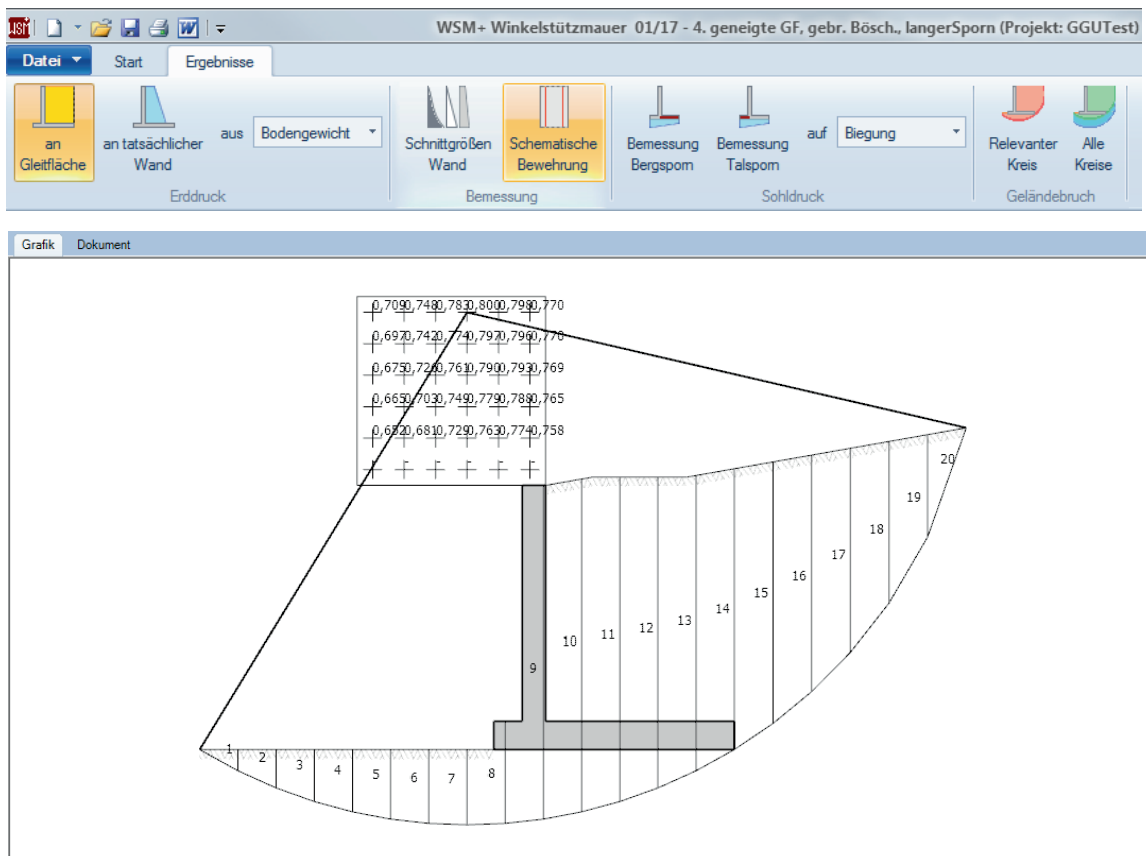 WSM+ Winkelstützmauer 01/17 - 4. geneigte GF, gebr. Bösch., langerSporn (Projekt: GGUTest)
Datei Start Ergebnisse
an Gleitfläche
an tatsächlicher Wand
aus Bodengewicht
Schnittgrößen Wand
Schematische Bewehrung
Bemessung Bergsporn
Bemessung Talsporn
auf Biegung
Relevanter Kreis
Alle Kreise
Erddruck Bemessung Sohldruck Geländebruch
Grafik Dokument
0,709 0,748 0,783 0,800 0,798 0,770
0,697 0,742 0,774 0,797 0,796 0,770
0,675 0,726 0,761 0,790 0,793 0,769
0,665 0,703 0,749 0,779 0,788 0,765
0,652 0,681 0,729 0,763 0,774 0,758
- - - - - -
1 2 3 4 5 6 7 8 9 10 11 12 13 14 15 16 17 18 19 20